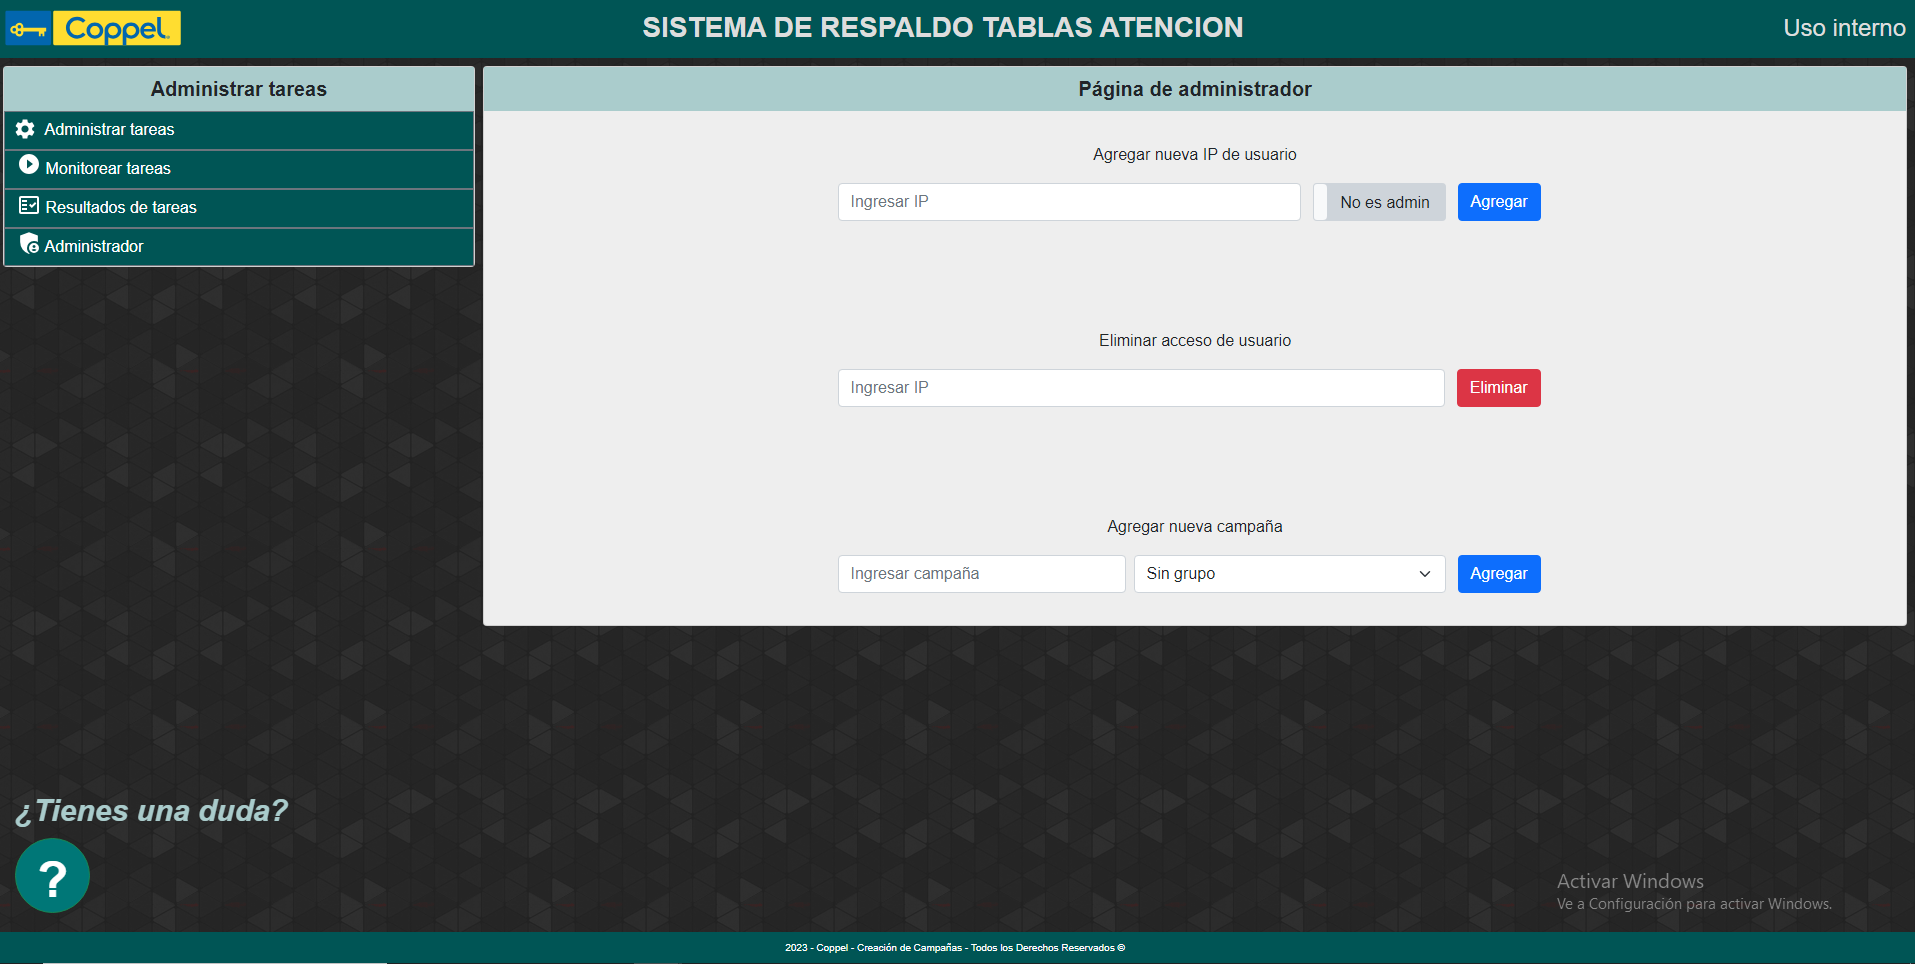 Coppel.
SISTEMA DE RESPALDO TABLAS ATENCION
Uso interno
Administrar tareas
Administrar tareas
Monitorear tareas
Resultados de tareas
Administrador
Página de administrador
Agregar nueva IP de usuario
Ingresar IP
No es admin
Agregar
Eliminar acceso de usuario
Ingresar IP
Eliminar
Agregar nueva campaña
Ingresar campaña
Sin grupo
Agregar
¿Tienes una duda?
?
Activar Windows
Ve a Configuración para activar Windows.
2023 - Coppel - Creación de Campañas - Todos los Derechos Reservados ©